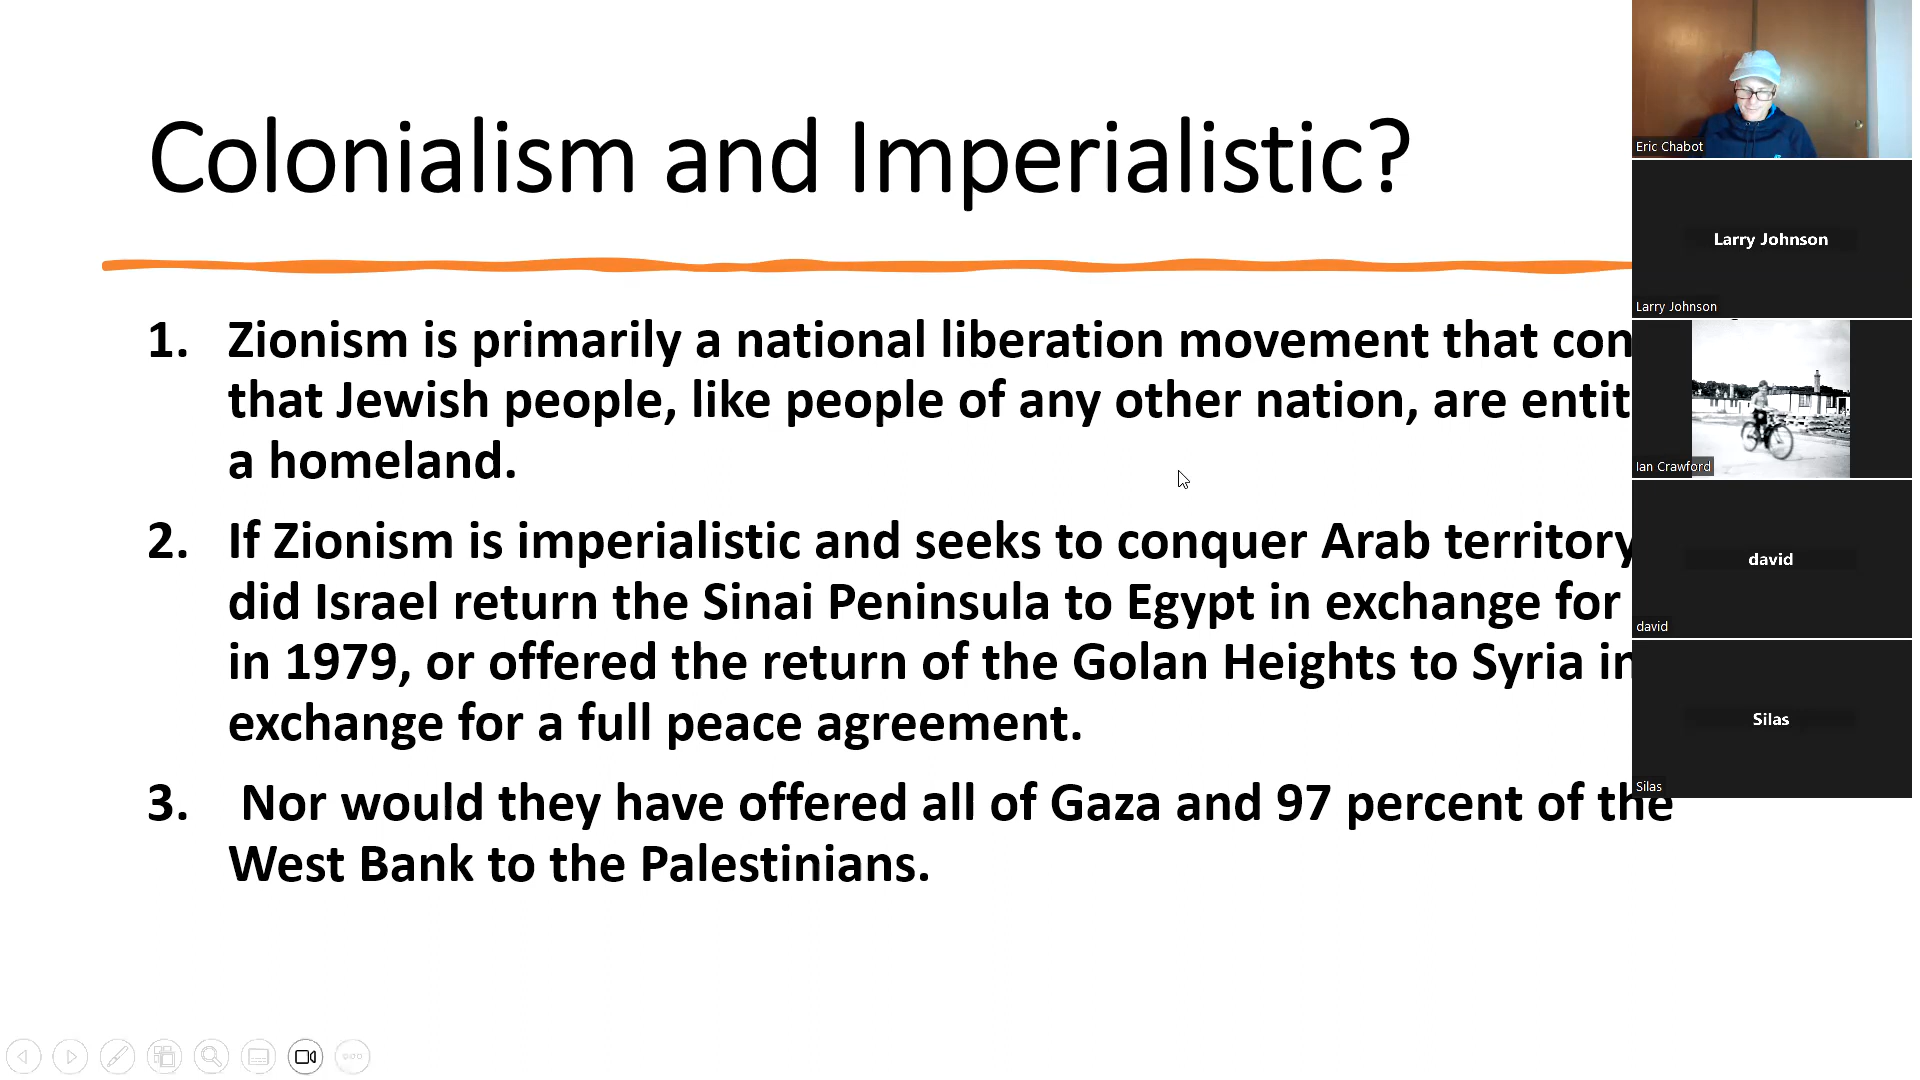 Colonialism and Imperialistic?
1. Zionism is primarily a national liberation movement that con
that Jewish people, like people of any other nation, are entit
a homeland.
2. If Zionism is imperialistic and seeks to conquer Arab territory
did Israel return the Sinai Peninsula to Egypt in exchange for
in 1979, or offered the return of the Golan Heights to Syria in
exchange for a full peace agreement.
3. Nor would they have offered all of Gaza and 97 percent of the
West Bank to the Palestinians.
Eric Chabot
Larry Johnson
Larry Johnson
Ian Crawford
david
david
Silas
Silas